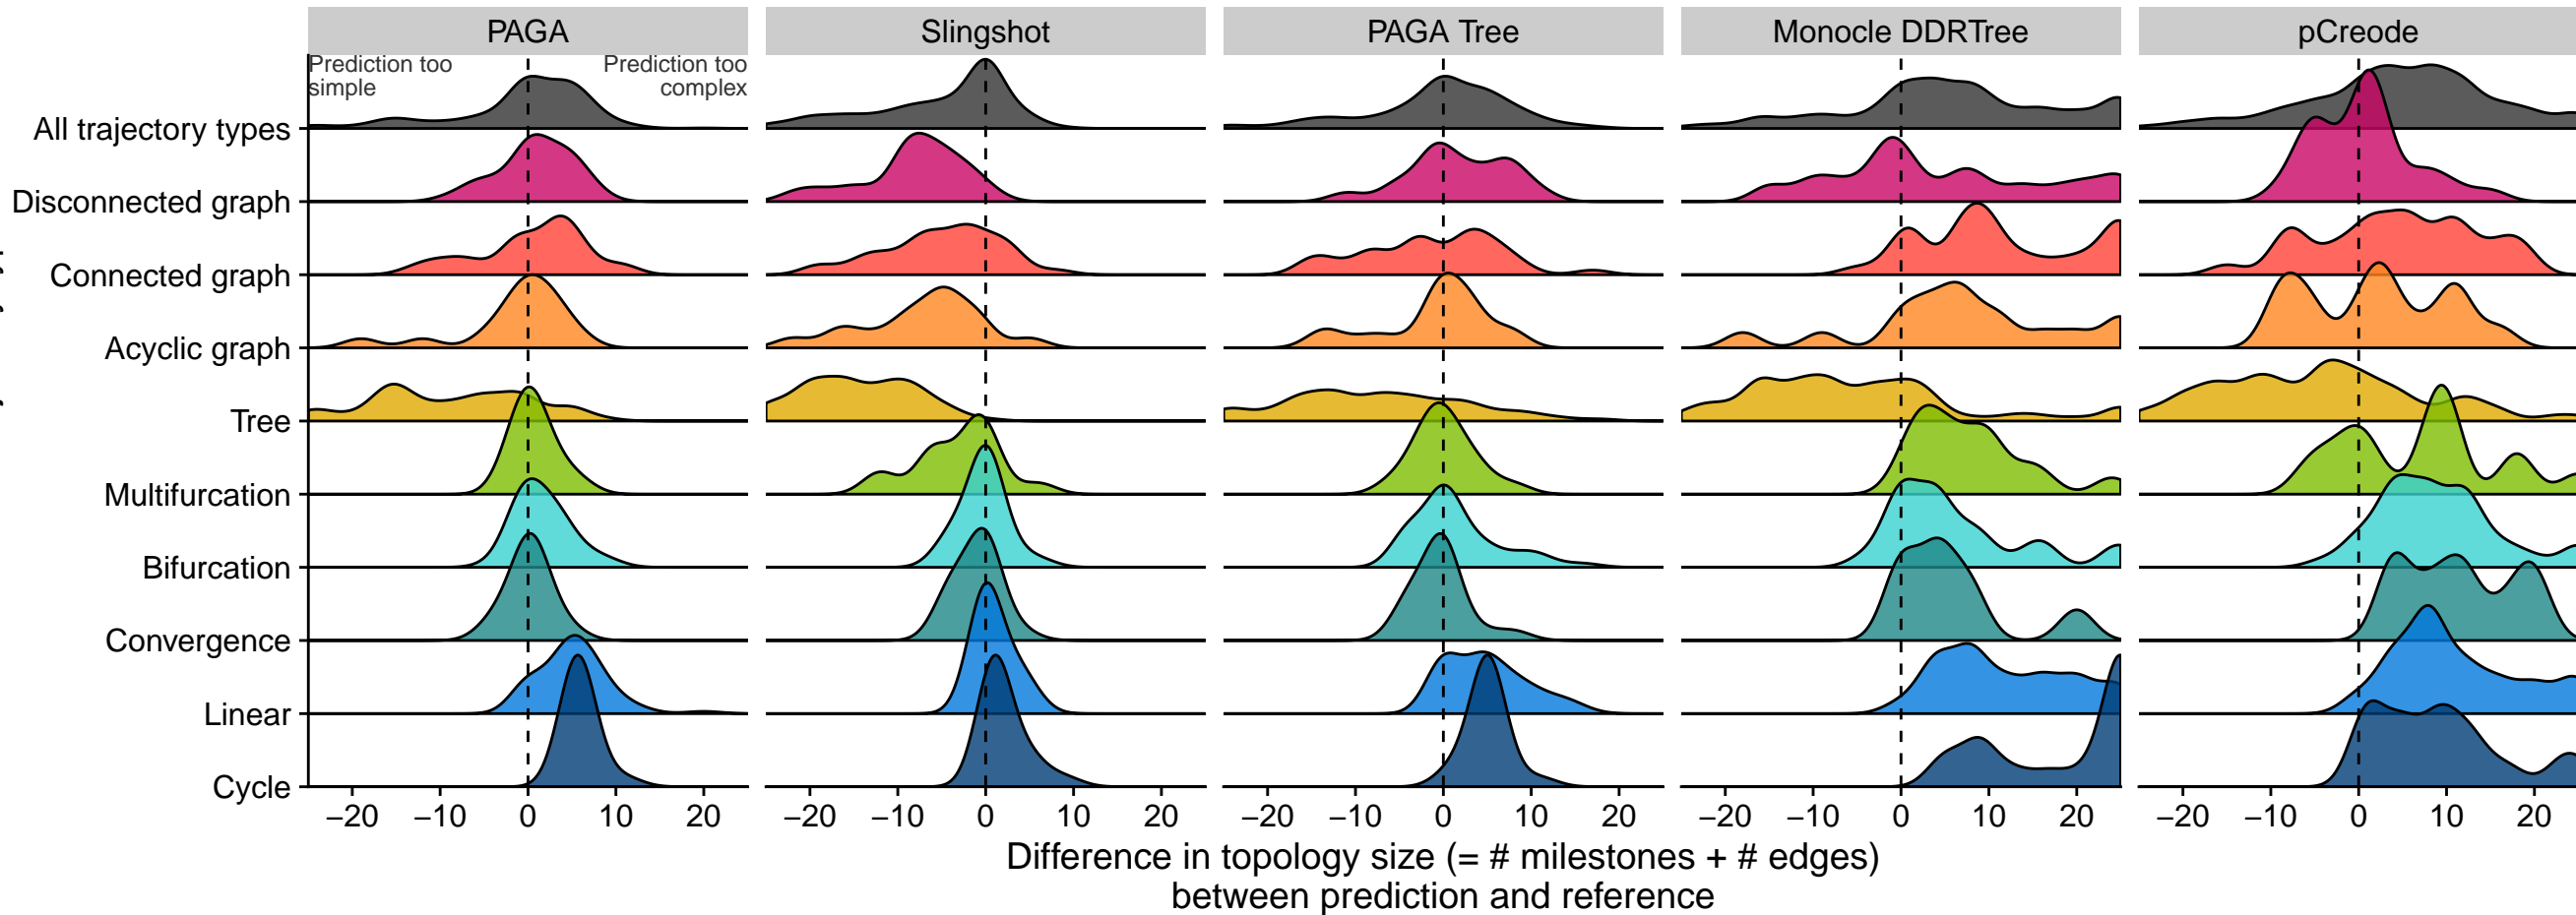 PAGA
Slingshot
PAGA Tree
Monocle DDRTree
pCreode
Prediction too
simple
Prediction too
complex
All trajectory types
Disconnected graph
Connected graph
Acyclic graph
Tree
Multifurcation
Bifurcation
Convergence
Linear
Cycle
−20 −10 0 10 20
−20 −10 0 10 20
−20 −10 0 10 20
−20 −10 0 10 20
−20 −10 0 10 20
Difference in topology size (= # milestones + # edges)
between prediction and reference